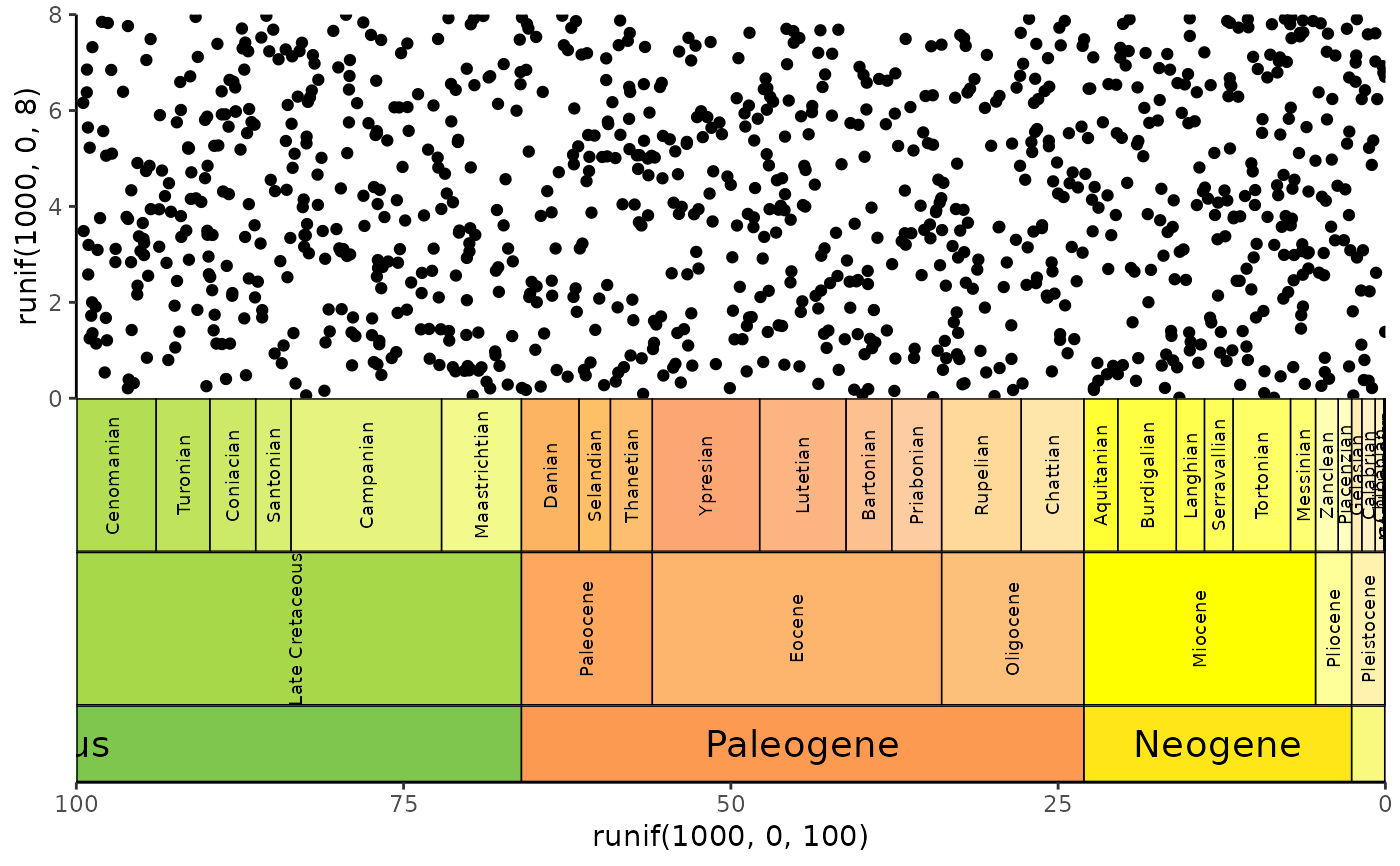 8
6
4
2
0
runif(1000, 0, 8)
Cenomanian
Turonian
Coniacian
Santonian
Campanian
Maastrichtian
Danian
Selandian
Thanetian
Ypresian
Lutetian
Bartonian
Priabonian
Rupelian
Chattian
Aquitanian
Burdigalian
Langhian
Serravallian
Tortonian
Messinian
Zanclean
Piacenzian
Gelasian
Calabrian
Late Cretaceous
Paleocene
Eocene
Oligocene
Miocene
Pliocene
Pleistocene
us
Paleogene
Neogene
100
75
50
25
0
runif(1000, 0, 100)